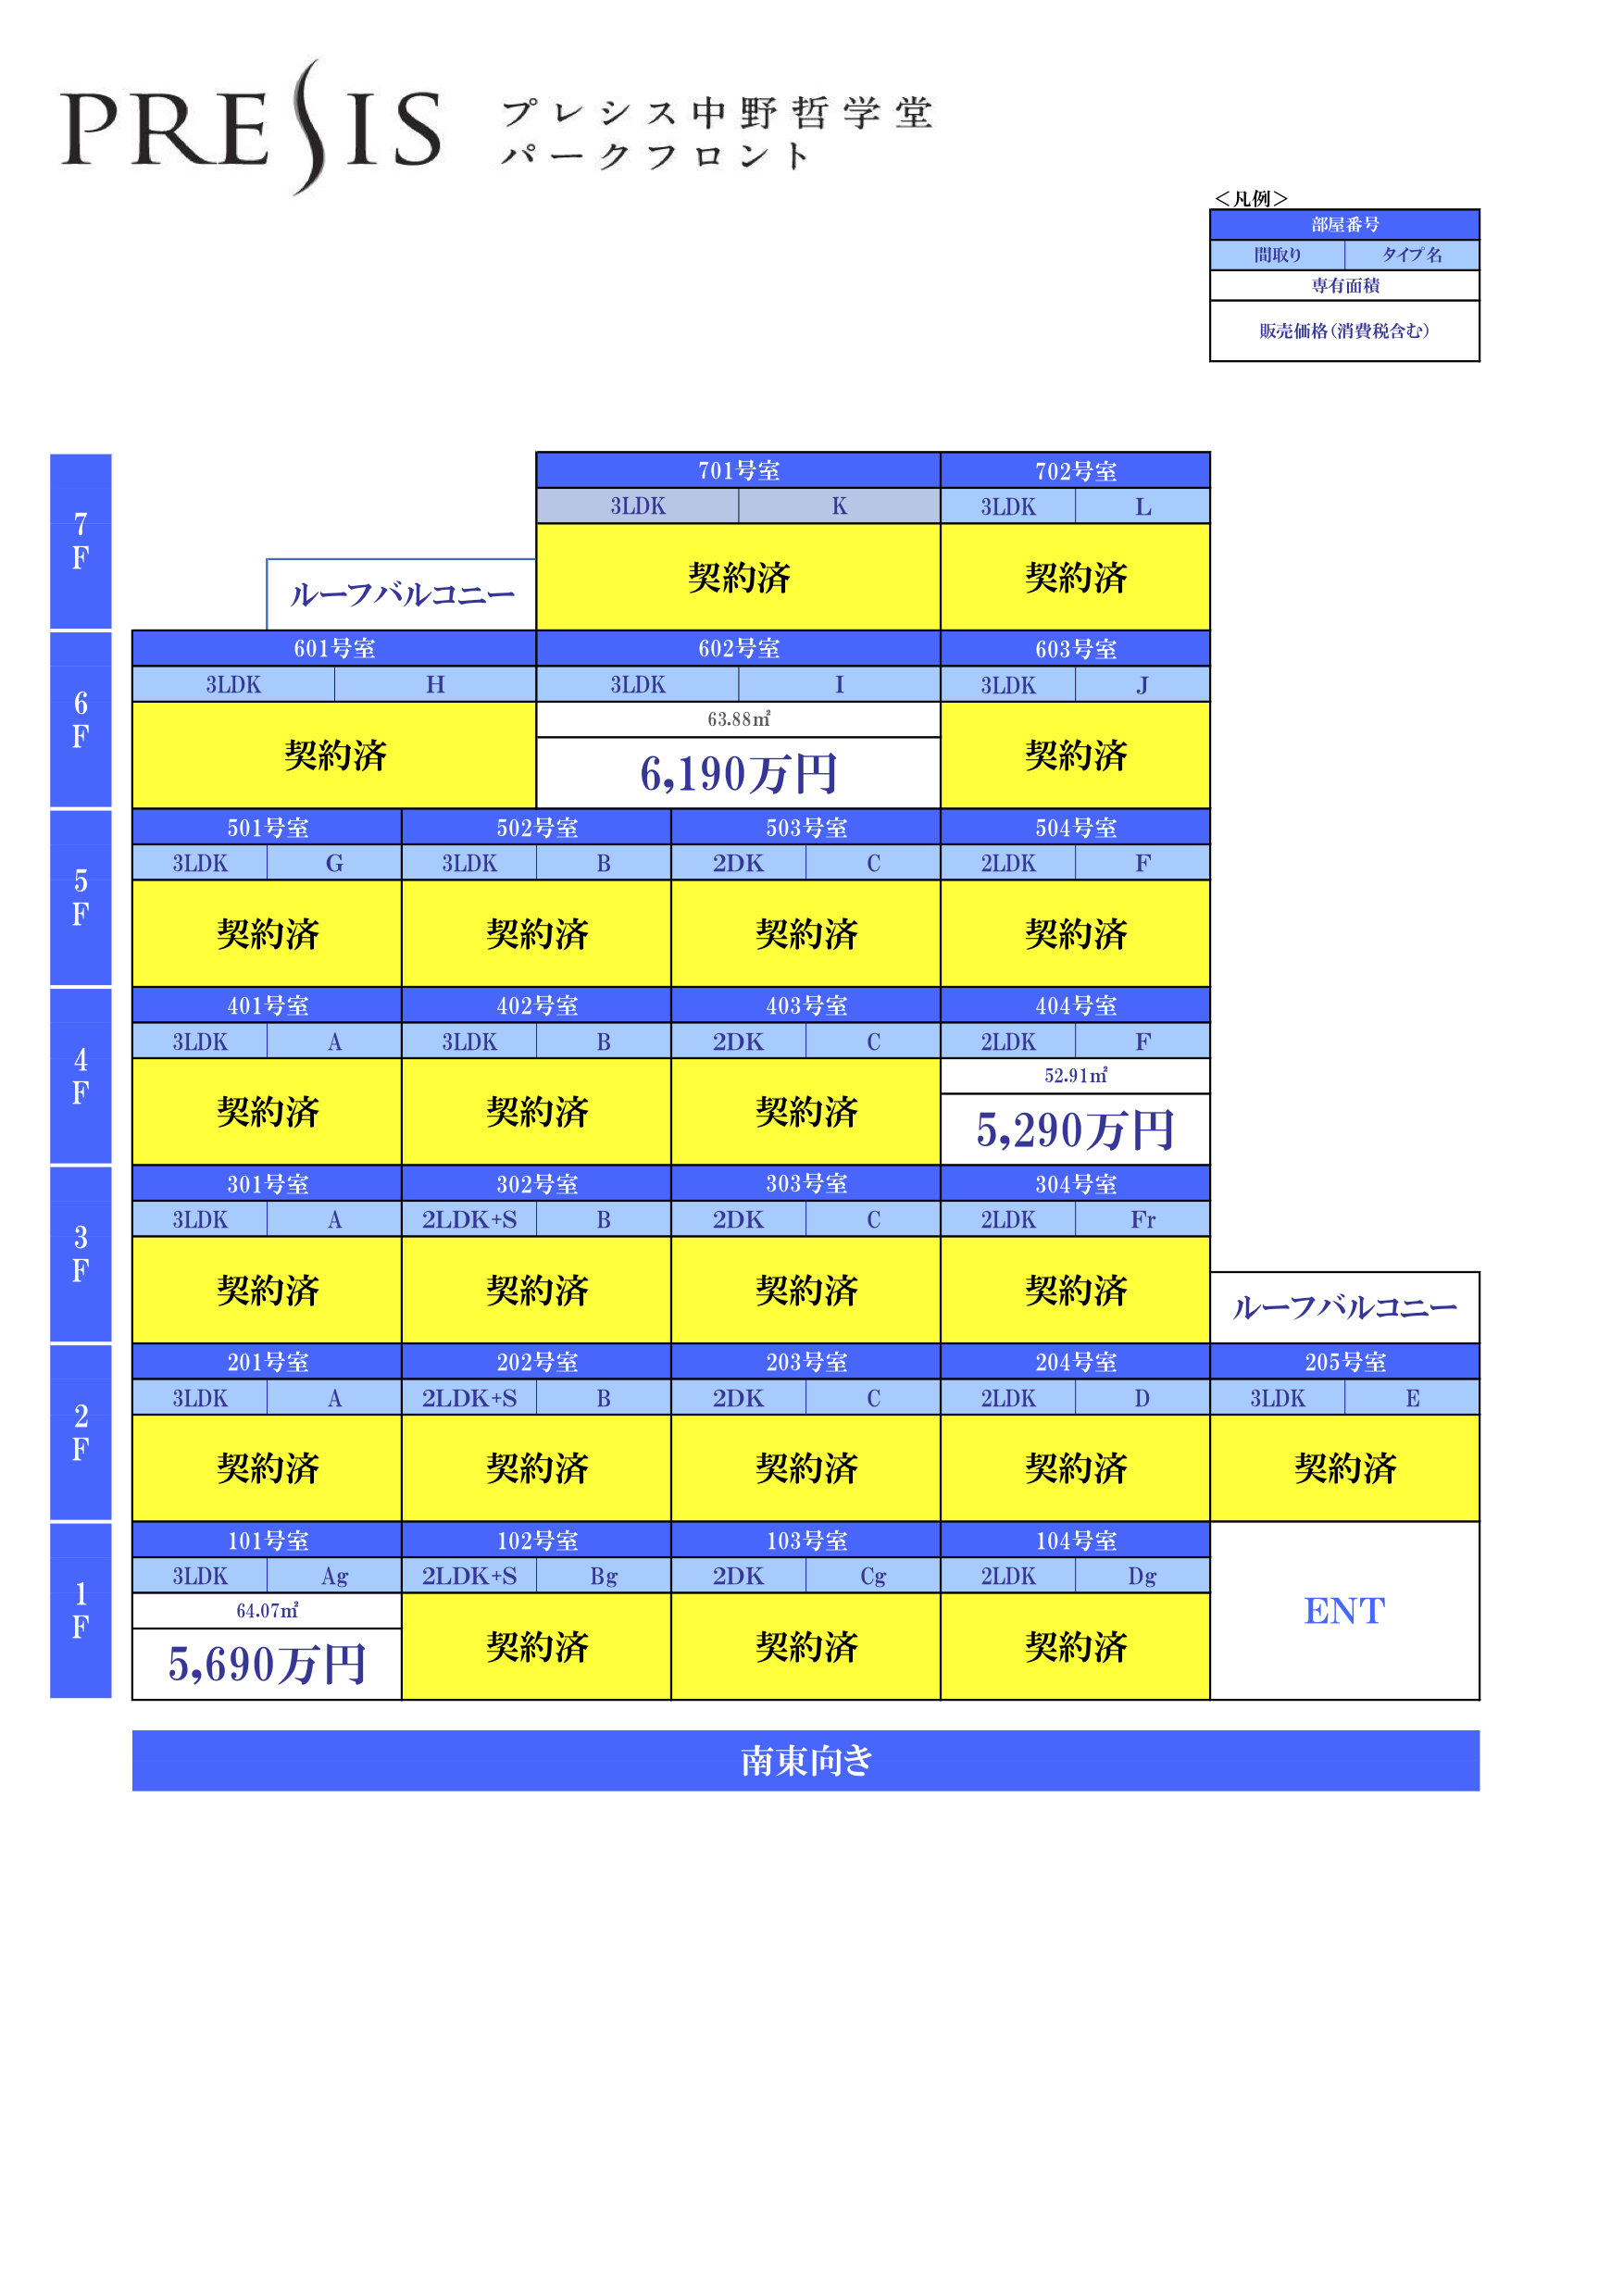 PRESIS
プレシス中野哲学堂
パークフロント
＜凡例＞
部屋番号
間取り タイプ名
専有面積
販売価格（消費税含む）
7F
701号室 702号室
3LDK K 3LDK L
契約済 契約済
ルーフバルコニー
6F
601号室 602号室 603号室
3LDK H 3LDK I 3LDK J
63.88㎡
契約済 6,190万円 契約済
5F
501号室 502号室 503号室 504号室
3LDK G 3LDK B 2DK C 2LDK F
契約済 契約済 契約済 契約済
4F
401号室 402号室 403号室 404号室
3LDK A 3LDK B 2DK C 2LDK F
52.91㎡
契約済 契約済 契約済 5,290万円
3F
301号室 302号室 303号室 304号室
3LDK A 2LDK+S B 2DK C 2LDK Fr
契約済 契約済 契約済 契約済
ルーフバルコニー
2F
201号室 202号室 203号室 204号室 205号室
3LDK A 2LDK+S B 2DK C 2LDK D 3LDK E
契約済 契約済 契約済 契約済 契約済
1F
101号室 102号室 103号室 104号室
3LDK Ag 2LDK+S Bg 2DK Cg 2LDK Dg
64.07㎡
5,690万円 契約済 契約済 契約済
ENT
南東向き